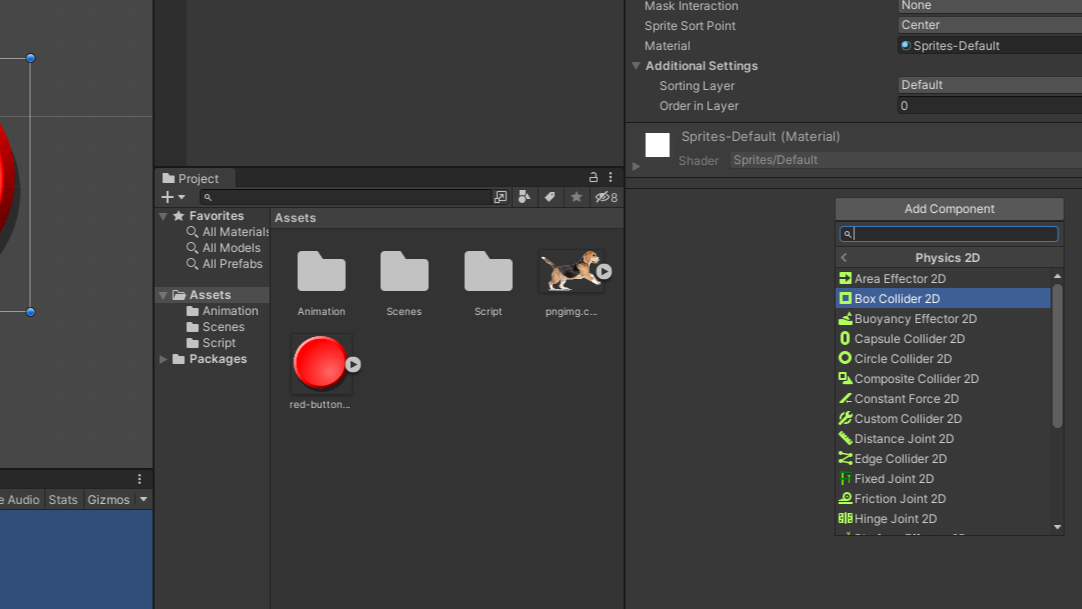 Mask Interaction None
Sprite Sort Point Center
Material Sprites-Default
Additional Settings
Sorting Layer Default
Order in Layer 0
Sprites-Default (Material)
Shader Sprites/Default
Project
8
Favorites
All Materials
All Models
All Prefabs
Assets
Animation
Scenes
Script
Packages
Assets
Animation
Scenes
Script
pngimg.c...
red-button...
e Audio Stats Gizmos
Add Component
Physics 2D
Area Effector 2D
Box Collider 2D
Buoyancy Effector 2D
Capsule Collider 2D
Circle Collider 2D
Composite Collider 2D
Constant Force 2D
Custom Collider 2D
Distance Joint 2D
Edge Collider 2D
Fixed Joint 2D
Friction Joint 2D
Hinge Joint 2D